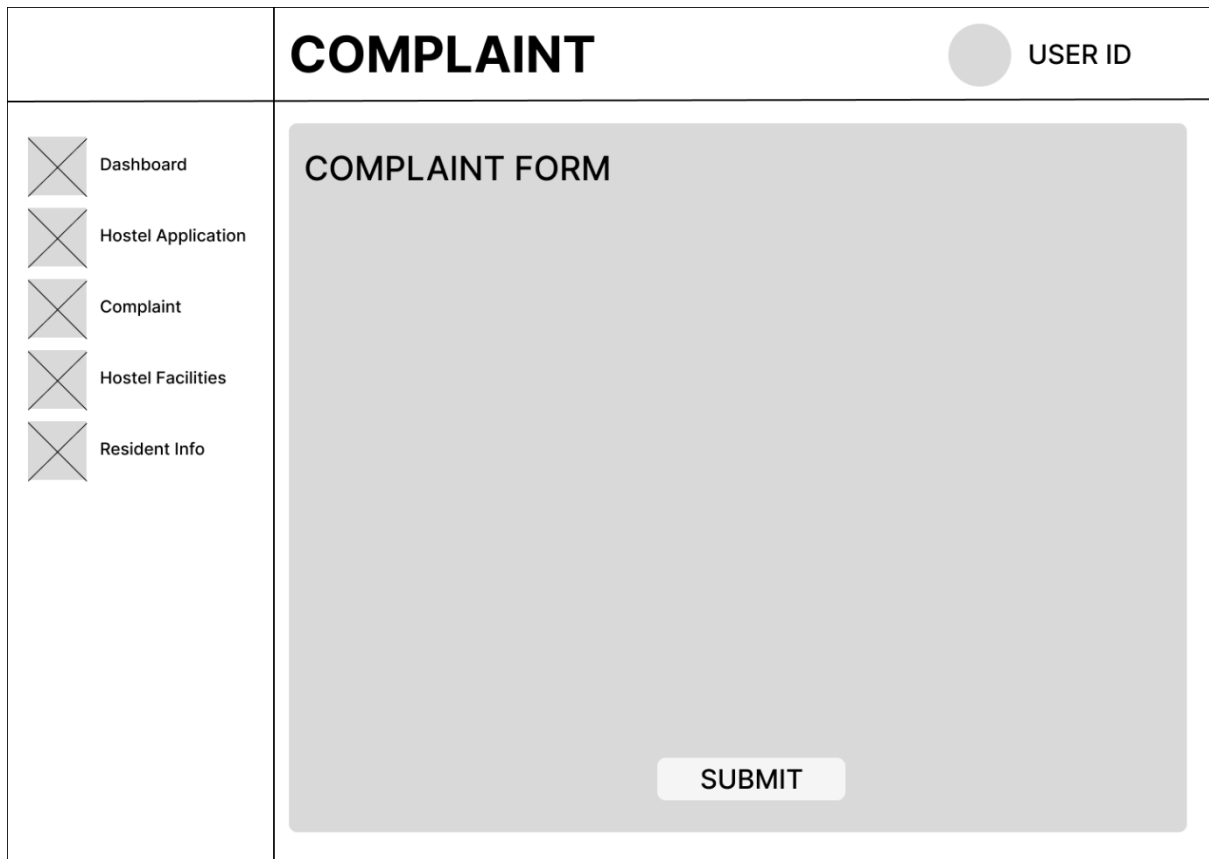 COMPLAINT
USER ID
Dashboard
Hostel Application
Complaint
Hostel Facilities
Resident Info
COMPLAINT FORM
SUBMIT